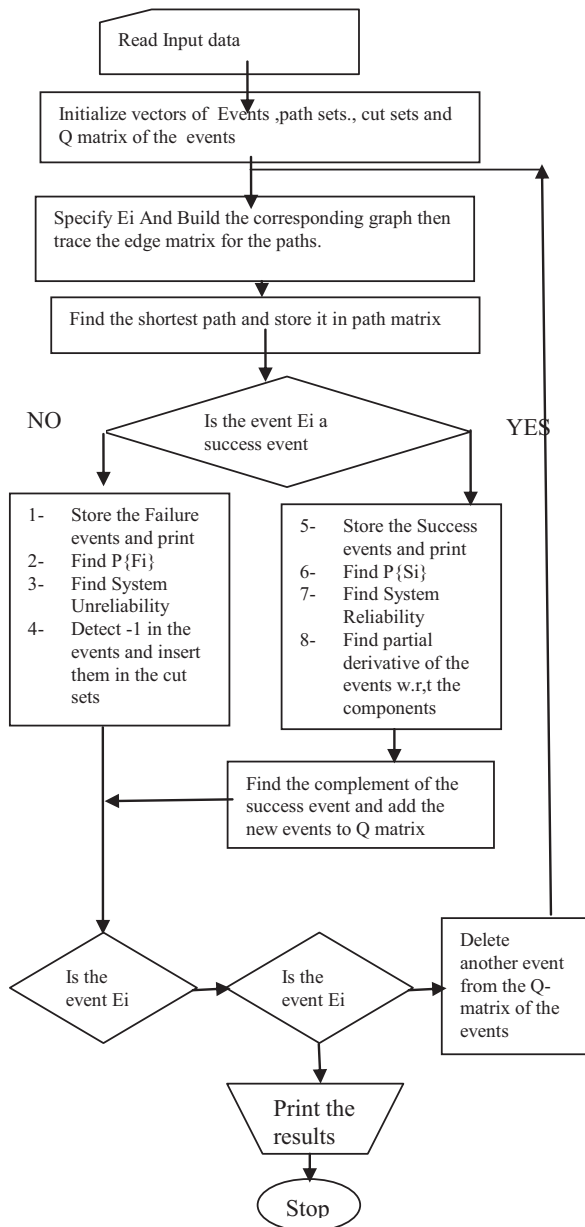 Read Input data
Initialize vectors of Events ,path sets., cut sets and
Q matrix of the events
Specify Ei And Build the corresponding graph then
trace the edge matrix for the paths.
Find the shortest path and store it in path matrix
Is the event Ei a
success event
NO
YES
1- Store the Failure
events and print
2- Find P{Fi}
3- Find System
Unreliability
4- Detect -1 in the
events and insert
them in the cut
sets
5- Store the Success
events and print
6- Find P{Si}
7- Find System
Reliability
8- Find partial
derivative of the
events w.r,t the
components
Find the complement of the
success event and add the
new events to Q matrix
Is the
event Ei
Is the
event Ei
Delete
another event
from the Q-
matrix of the
events
Print the
results
Stop